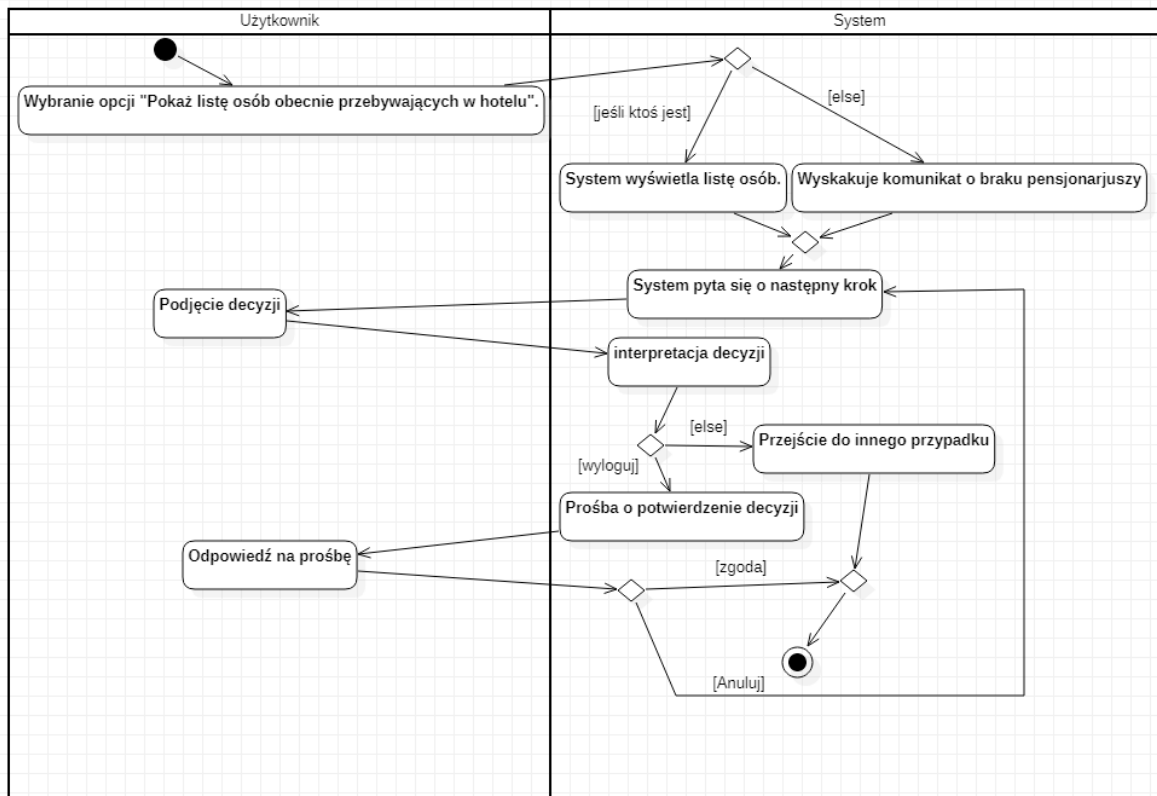 Użytkownik
System
Wybranie opcji "Pokaż listę osób obecnie przebywających w hotelu".
[jeśli ktoś jest]
[else]
System wyświetla listę osób.
Wyskakuje komunikat o braku pensjonarjuszy
System pyta się o następny krok
Podjęcie decyzji
interpretacja decyzji
[else]
Przejście do innego przypadku
[wyloguj]
Prośba o potwierdzenie decyzji
Odpowiedź na prośbę
[zgoda]
[Anuluj]